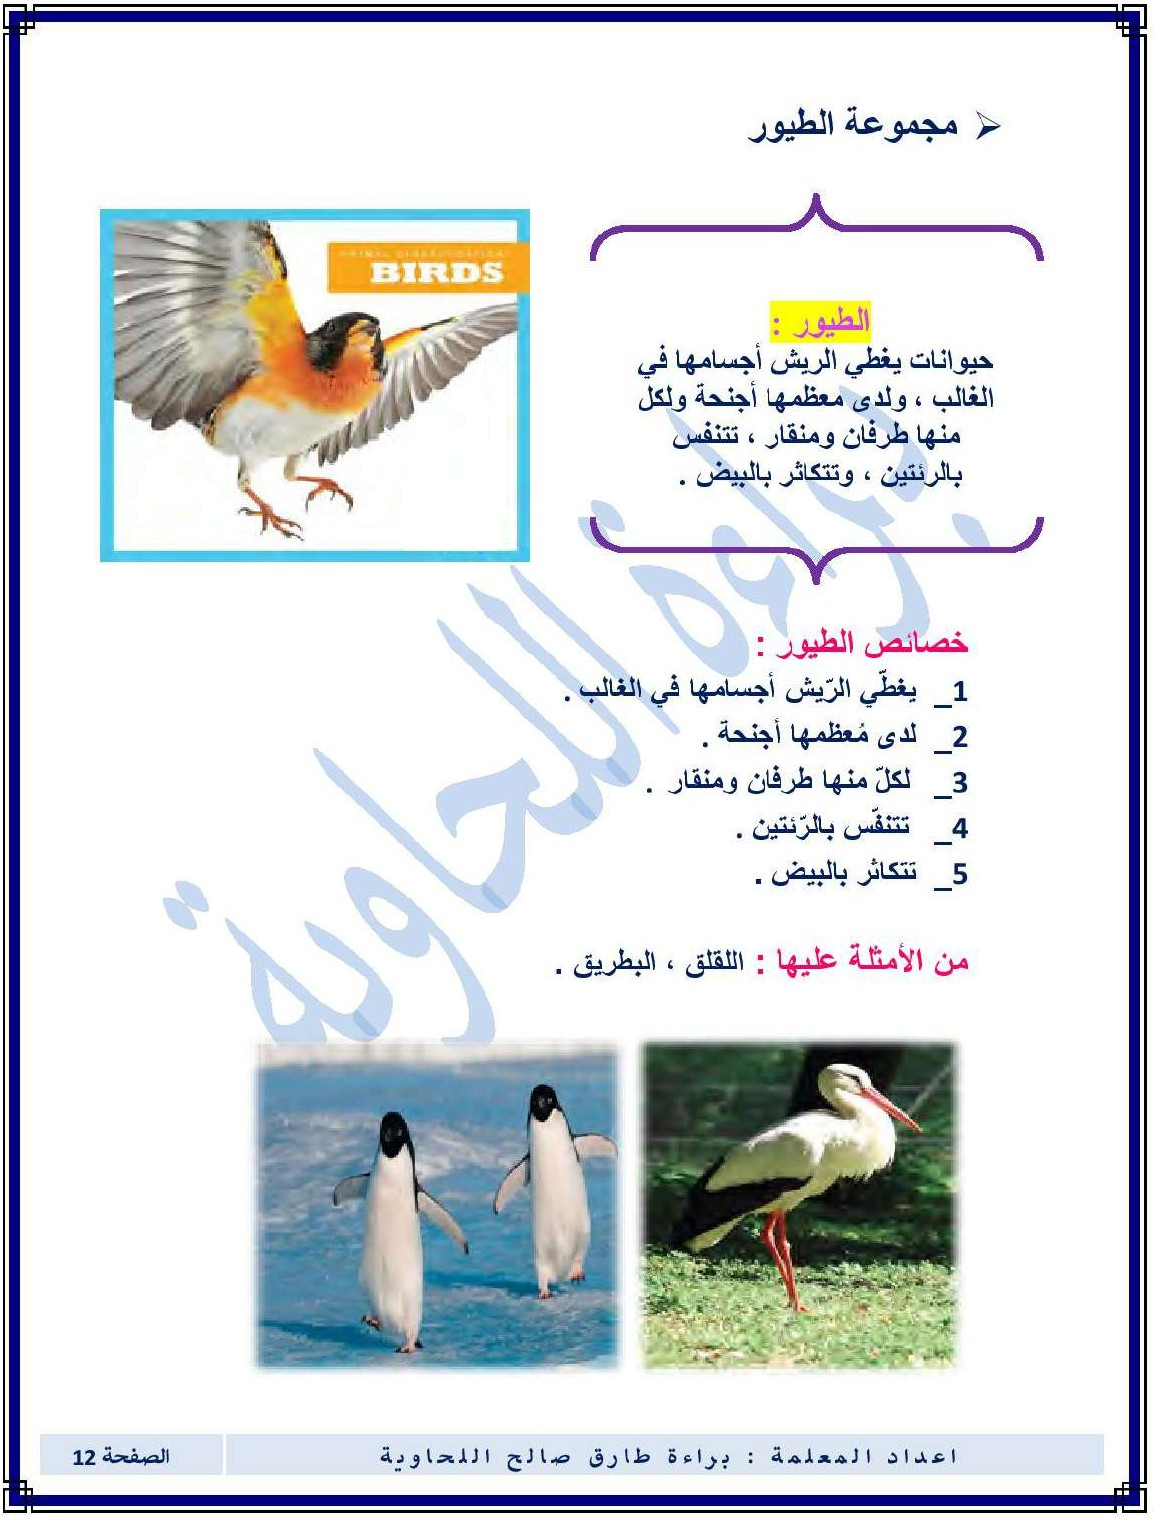 مجموعة الطيور
BIRDS
الطيور :
حيوانات يغطي الريش أجسامها في
الغالب ، ولدى معظمها أجنحة ولكل
منها طرفان ومنقار ، تتنفس
بالرئتين ، وتتكاثر بالبيض .
خصائص الطيور :
1_ يغطّي الرّيش أجسامها في الغالب .
2_ لدى مُعظمها أجنحة .
3_ لكلّ منها طرفان ومنقار .
4_ تتنفّس بالرّئتين .
5_ تتكاثر بالبيض .
من الأمثلة عليها : اللقلق ، البطريق .
براءة اللحاوية
اعداد المعلمة : براءة طارق صالح اللحاوية
الصفحة 12